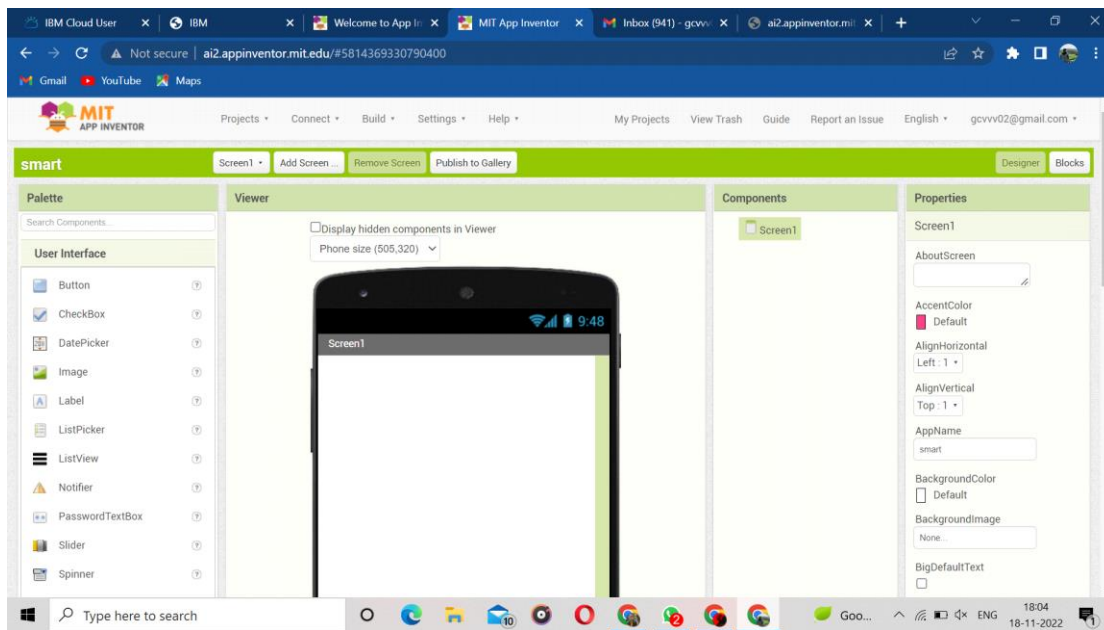 IBM Cloud User
IBM
Welcome to App In
MIT App Inventor
Inbox (941) - gcvvv
ai2.appinventor.mit
Not secure | ai2.appinventor.mit.edu/#5814369330790400
Gmail YouTube Maps
MIT
APP INVENTOR
Projects Connect Build Settings Help My Projects View Trash Guide Report an Issue English gcvvv02@gmail.com
smart Screen1 Add Screen ... Remove Screen Publish to Gallery Designer Blocks
Palette Viewer Components Properties
Search Components...
User Interface
Button
CheckBox
DatePicker
Image
Label
ListPicker
ListView
Notifier
PasswordTextBox
Slider
Spinner
Display hidden components in Viewer
Phone size (505,320)
9:48
Screen1
Screen1
Screen1
AboutScreen
AccentColor
Default
AlignHorizontal
Left : 1
AlignVertical
Top : 1
AppName
smart
BackgroundColor
Default
BackgroundImage
None...
BigDefaultText
Type here to search
10
2
Goo...
ENG
18:04
18-11-2022
1